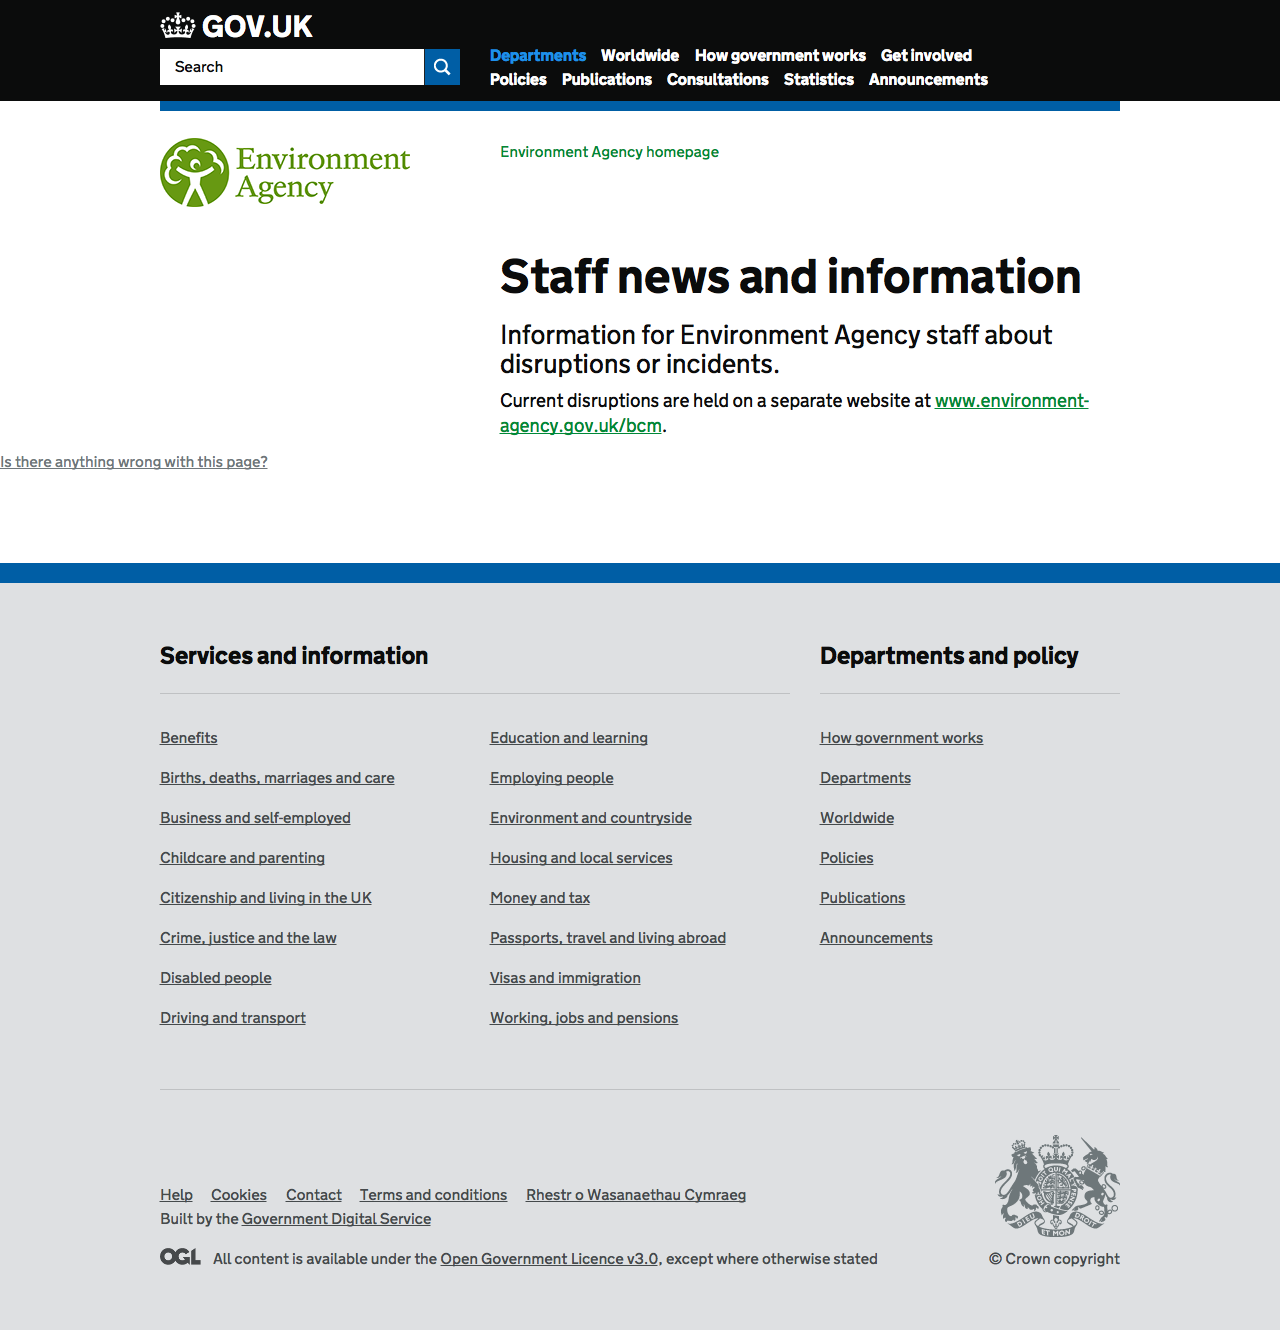 GOV.UK
Search
Departments Worldwide How government works Get involved
Policies Publications Consultations Statistics Announcements
Environment
Agency
Environment Agency homepage
Staff news and information
Information for Environment Agency staff about
disruptions or incidents.
Current disruptions are held on a separate website at www.environment-
agency.gov.uk/bcm.
Is there anything wrong with this page?
Services and information
Benefits
Births, deaths, marriages and care
Business and self-employed
Childcare and parenting
Citizenship and living in the UK
Crime, justice and the law
Disabled people
Driving and transport
Education and learning
Employing people
Environment and countryside
Housing and local services
Money and tax
Passports, travel and living abroad
Visas and immigration
Working, jobs and pensions
Departments and policy
How government works
Departments
Worldwide
Policies
Publications
Announcements
Help Cookies Contact Terms and conditions Rhestr o Wasanaethau Cymraeg
Built by the Government Digital Service
OGL All content is available under the Open Government Licence v3.0, except where otherwise stated
DIEU ET MON DROIT
© Crown copyright